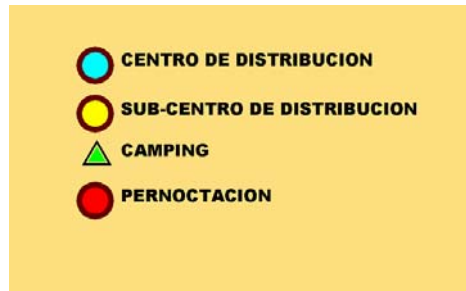 CENTRO DE DISTRIBUCION
SUB-CENTRO DE DISTRIBUCION
CAMPING
PERNOCTACION